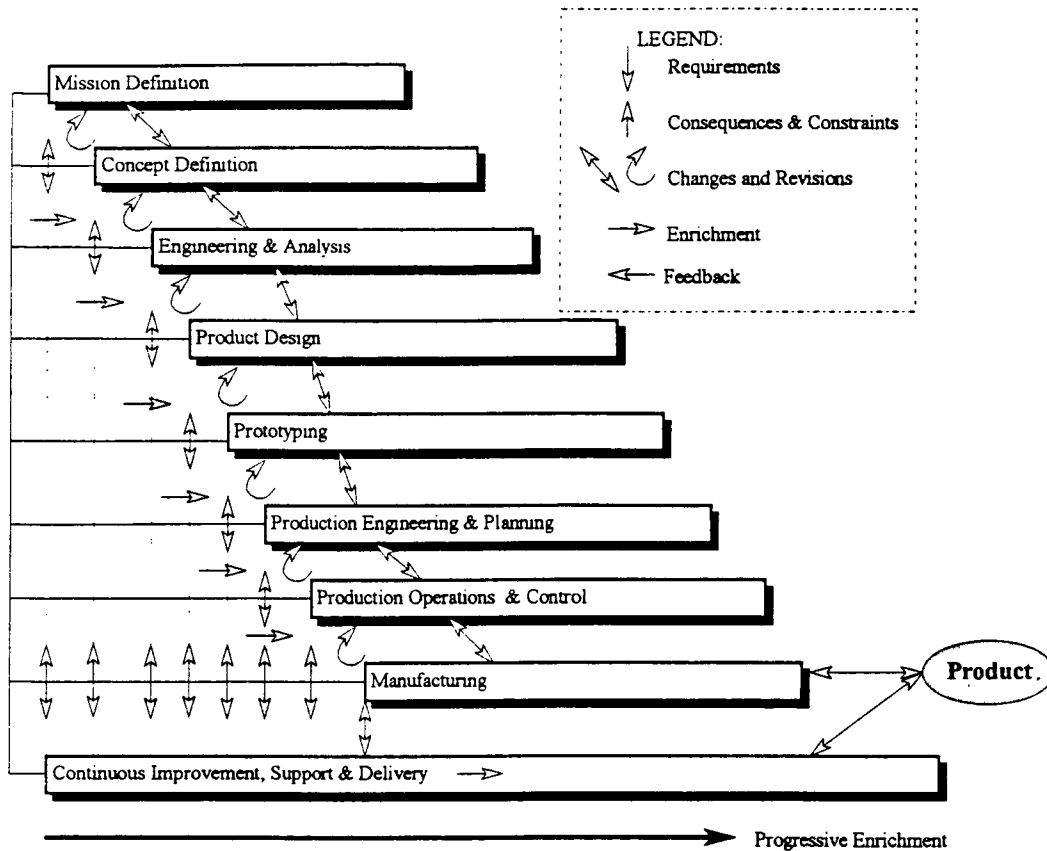 LEGEND:
Requirements
Consequences & Constraints
Changes and Revisions
Enrichment
Feedback
Mission Definition
Concept Definition
Engineering & Analysis
Product Design
Prototyping
Production Engineering & Planning
Production Operations & Control
Manufacturing
Product.
Continuous Improvement, Support & Delivery
Progressive Enrichment